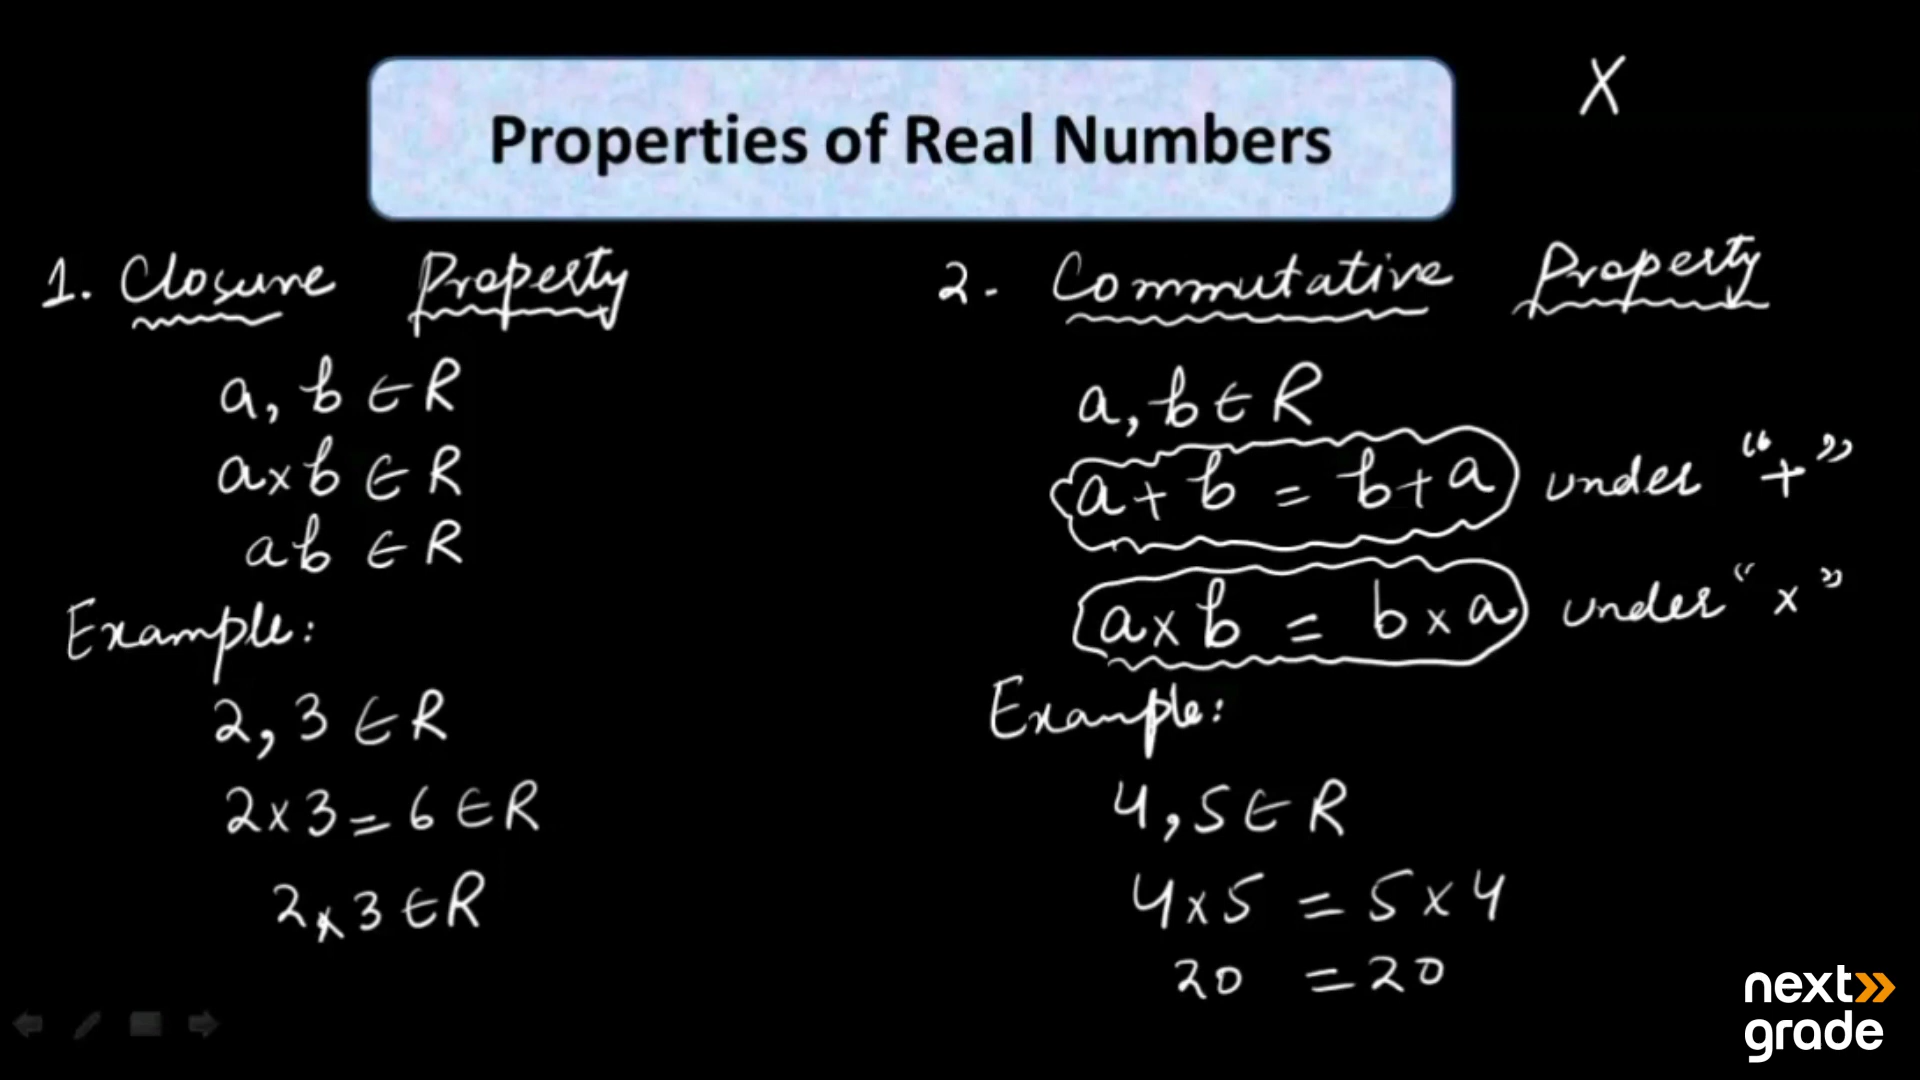 Properties of Real Numbers
X
1. Closure Property
a, b ∈ R
a x b ∈ R
ab ∈ R
Example:
2, 3 ∈ R
2 x 3 = 6 ∈ R
2 x 3 ∈ R
2. Commutative Property
a, b ∈ R
a + b = b + a under "+"
a x b = b x a under "x"
Example:
4, 5 ∈ R
4 x 5 = 5 x 4
20 = 20
next
grade